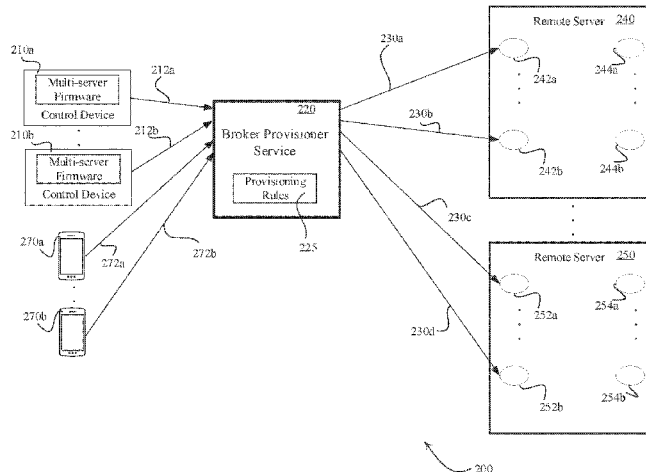 210a
Multi-server
Firmware
Control Device
212a
210b
Multi-server
Firmware
Control Device
212b
270a
272a
272b
270b
220
Broker Provisioner
Service
Provisioning
Rules
225
230a
230b
230c
230d
Remote Server 240
242a
244a
242b
244b
Remote Server 250
252a
254a
252b
254b
200